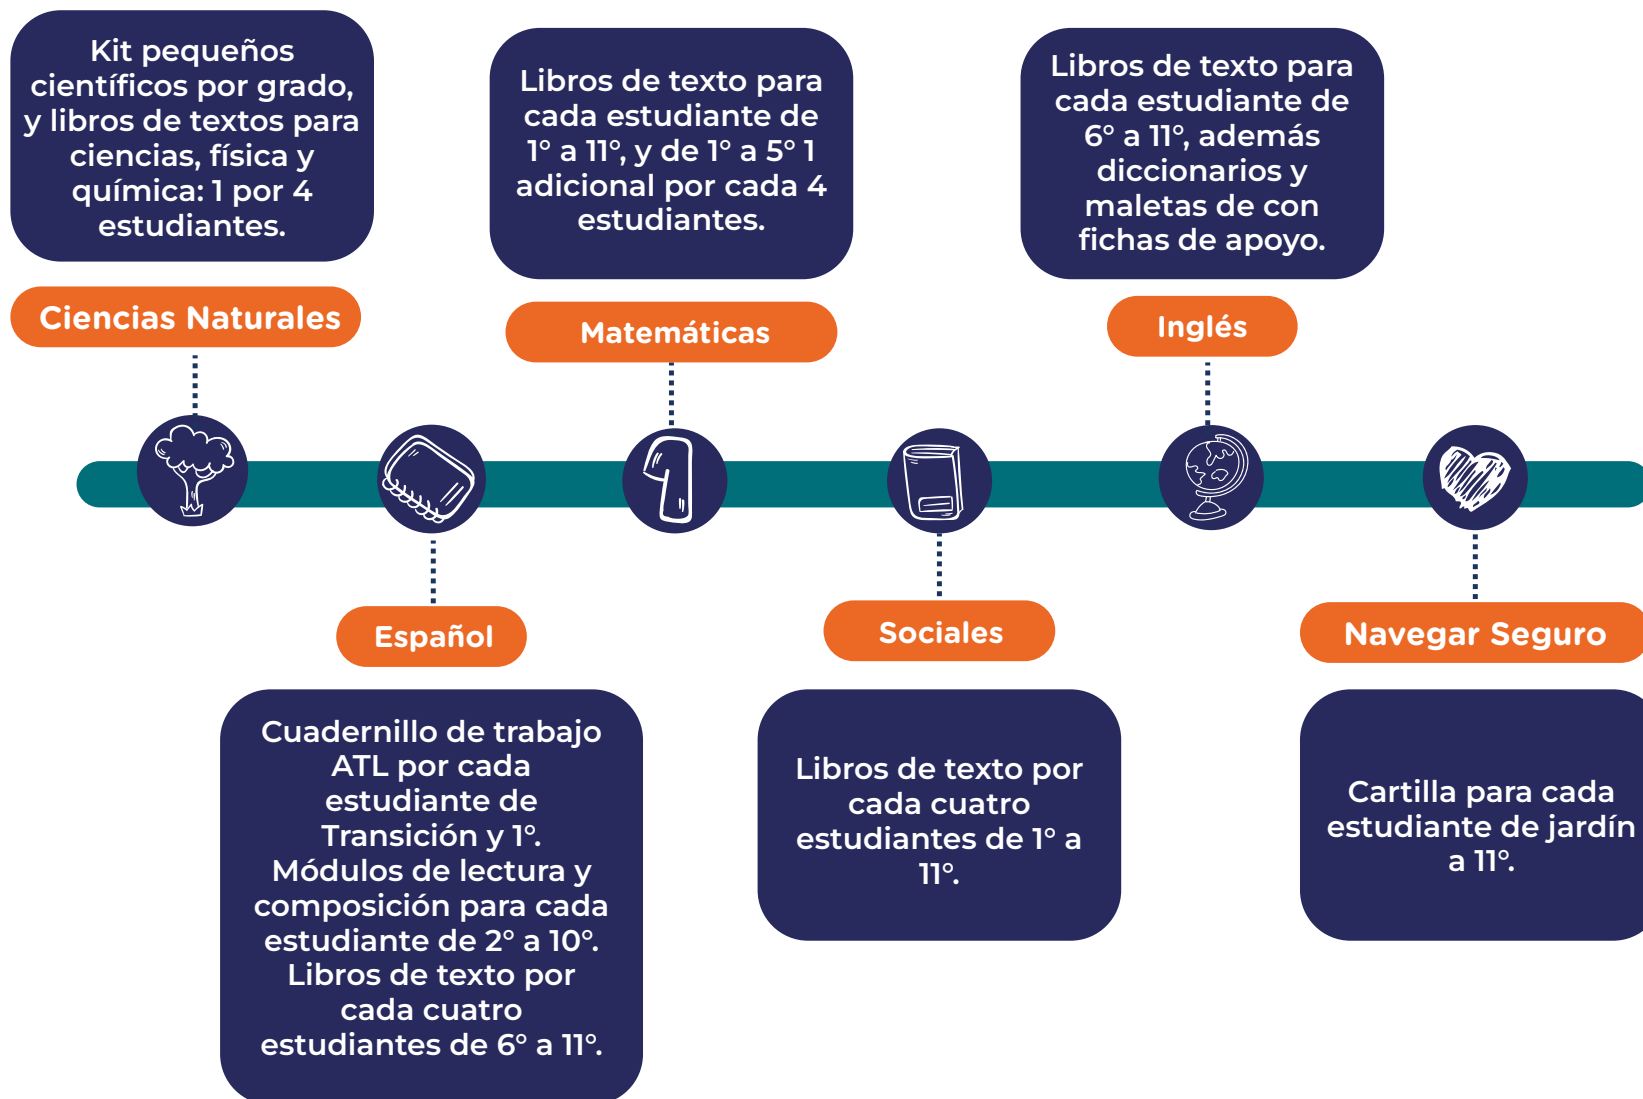 Kit pequeños
científicos por grado,
y libros de textos para
ciencias, física y
química: 1 por 4
estudiantes.
Ciencias Naturales
Libros de texto para
cada estudiante de
1° a 11°, y de 1° a 5° 1
adicional por cada 4
estudiantes.
Matemáticas
Libros de texto para
cada estudiante de
6° a 11°, además
diccionarios y
maletas de con
fichas de apoyo.
Inglés
Español
Cuadernillo de trabajo
ATL por cada
estudiante de
Transición y 1°.
Módulos de lectura y
composición para cada
estudiante de 2° a 10°.
Libros de texto por
cada cuatro
estudiantes de 6° a 11°.
Sociales
Libros de texto por
cada cuatro
estudiantes de 1° a
11°.
Navegar Seguro
Cartilla para cada
estudiante de jardín
a 11°.